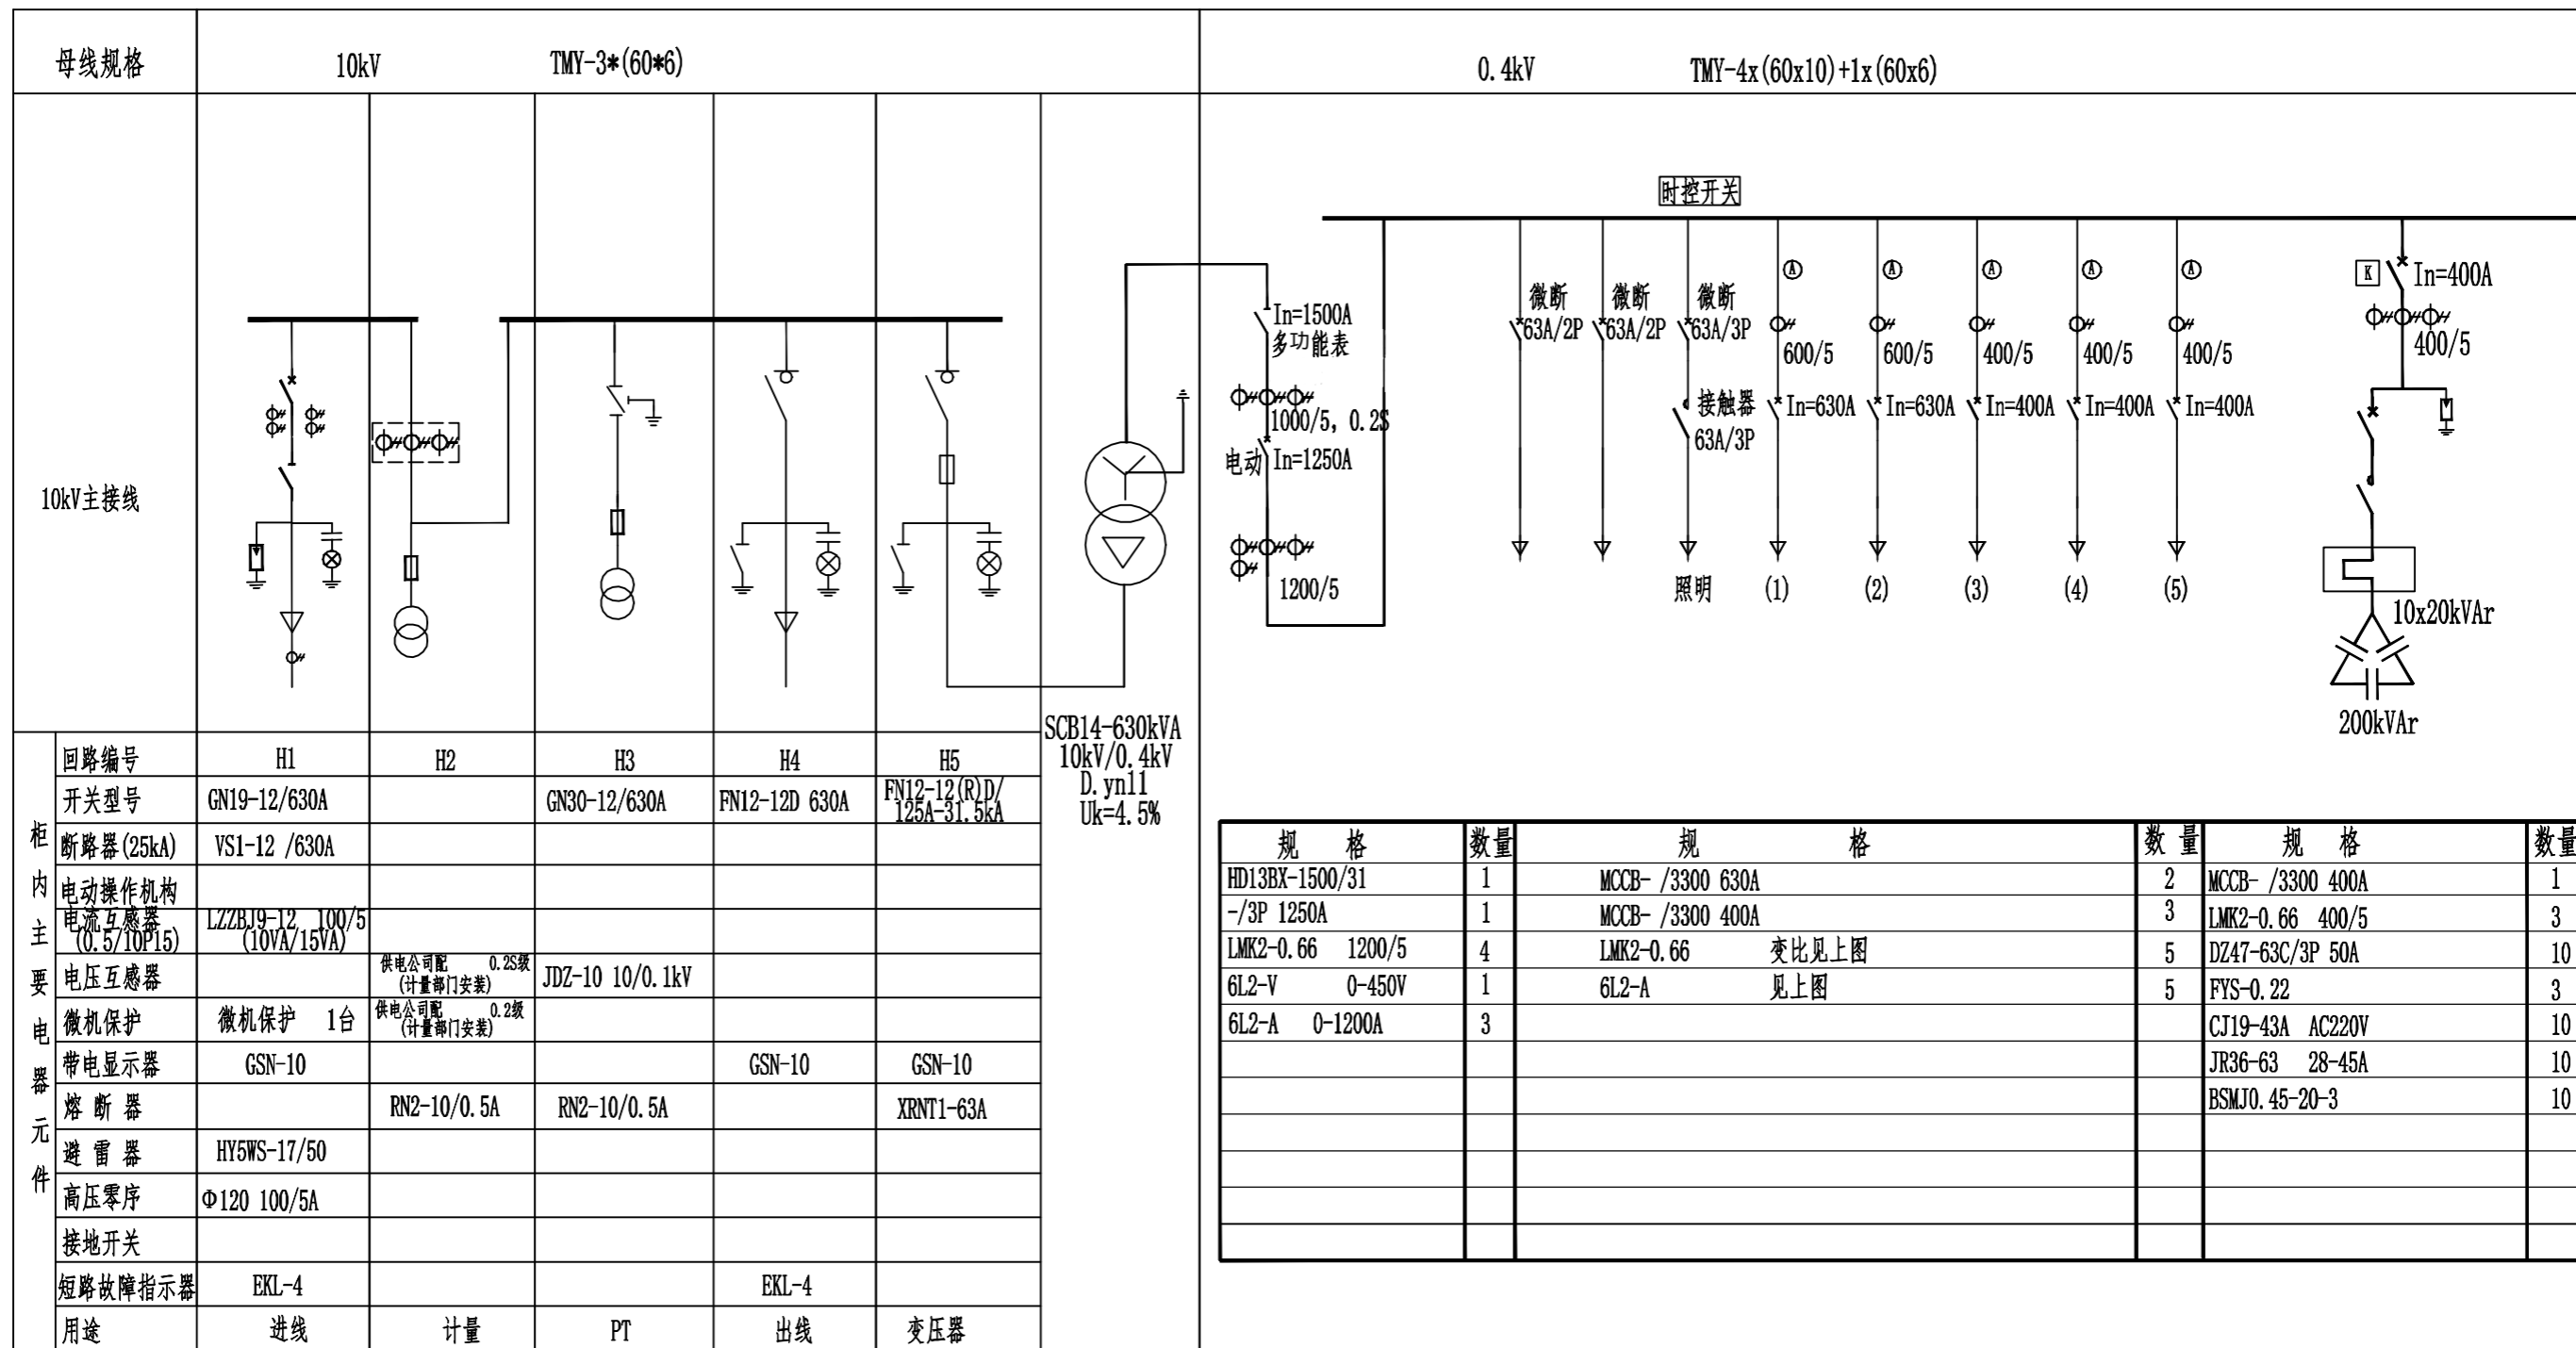 母线规格 10kV TMY-3*(60*6) 0.4kV TMY-4x(60x10)+1x(60x6)
10kV主接线
时控开关
In=1500A
多功能表
1000/5, 0.2S
电动 In=1250A
1200/5
微断
63A/2P
微断
63A/2P
微断
63A/3P
接触器
63A/3P
照明
A
600/5
In=630A
(1)
A
600/5
In=630A
(2)
A
400/5
In=400A
(3)
A
400/5
In=400A
(4)
A
400/5
In=400A
(5)
K In=400A
400/5
10x20kVAr
200kVAr
SCB14-630kVA
10kV/0.4kV
D.yn11
Uk=4.5%
柜内主要电器元件
回路编号 H1 H2 H3 H4 H5
开关型号 GN19-12/630A GN30-12/630A FN12-12D 630A FN12-12(R)D/
125A-31.5kA
断路器(25kA) VS1-12 /630A
电动操作机构
电流互感器 LZZBJ9-12 100/5
(0.5/10P15) (10VA/15VA)
电压互感器 供电公司配 0.2S级 JDZ-10 10/0.1kV
(计量部门安装)
微机保护 微机保护 1台 供电公司配 0.2级
(计量部门安装)
带电显示器 GSN-10 GSN-10 GSN-10
熔断器 RN2-10/0.5A RN2-10/0.5A XRNT1-63A
避雷器 HY5WS-17/50
高压零序 Φ120 100/5A
接地开关
短路故障指示器 EKL-4 EKL-4
用途 进线 计量 PT 出线 变压器
规格 数量 规格 数量 规格 数量
HD13BX-1500/31 1 MCCB- /3300 630A 2 MCCB- /3300 400A 1
-/3P 1250A 1 MCCB- /3300 400A 3 LMK2-0.66 400/5 3
LMK2-0.66 1200/5 4 LMK2-0.66 变比见上图 5 DZ47-63C/3P 50A 10
6L2-V 0-450V 1 6L2-A 见上图 5 FYS-0.22 3
6L2-A 0-1200A 3 CJ19-43A AC220V 10
JR36-63 28-45A 10
BSMJ0.45-20-3 10